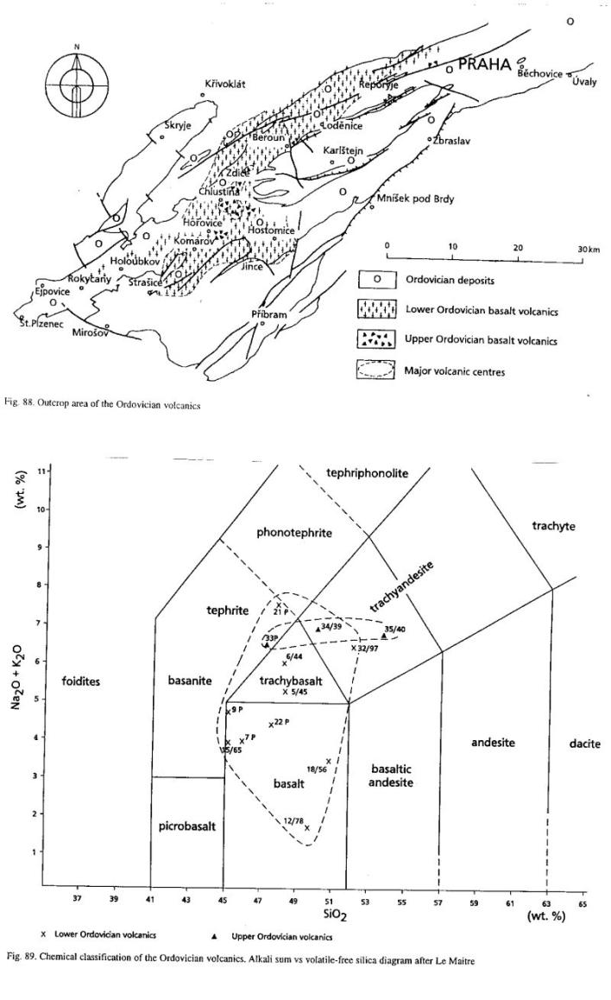 N
O
PRAHA
Běchovice
Úvaly
Křivoklát
Řeporyje
Skryje
Loděnice
Beroun
Zbraslav
Karlštejn
Zdice
Chlustina
Mníšek pod Brdy
Hořovice
Hostomice
Komárov
0 10 20 30 km
Holoubkov
Jince
Rokycany
Strašice
Ejpovice
O Ordovician deposits
Příbram
Lower Ordovician basalt volcanics
St.Plzenec
Mirošov
Upper Ordovician basalt volcanics
Major volcanic centres
Fig. 88. Outcrop area of the Ordovician volcanics
(wt. %)
Na2O + K2O
11
10
9
8
7
6
5
4
3
2
1
tephriphonolite
trachyte
phonotephrite
trachyandesite
tephrite
21 P
34/39
35/40
33P
32/97
6/44
foidites
basanite
trachybasalt
5/45
9 P
22 P
7 P
15/65
andesite
dacite
18/56
basaltic
andesite
basalt
12/78
picrobasalt
37 39 41 43 45 47 49 51 53 55 57 59 61 63 65
SiO2
(wt. %)
x Lower Ordovician volcanics ▲ Upper Ordovician volcanics
Fig. 89. Chemical classification of the Ordovician volcanics. Alkali sum vs volatile-free silica diagram after Le Maitre